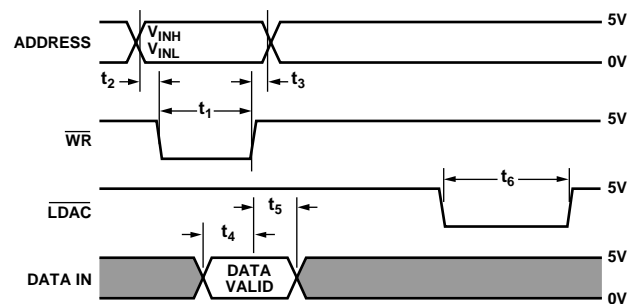 ADDRESS
V_INH
V_INL
5V
0V
t2
t3
t1
WR
5V
t6
LDAC
5V
t5
t4
DATA IN
DATA
VALID
5V
0V